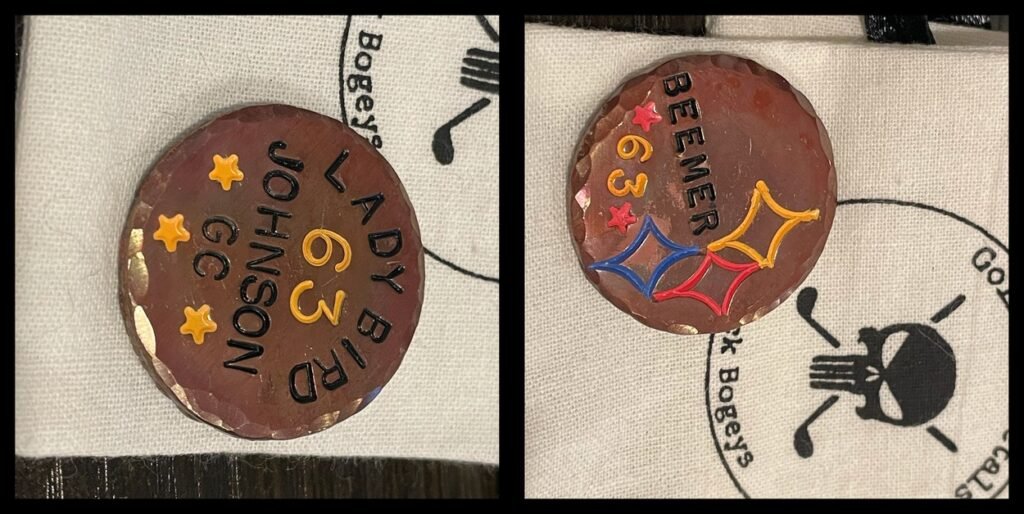 LADY BIRD
63
JOHNSON
GC
Bogeys
BEEMER
63
Bogeys